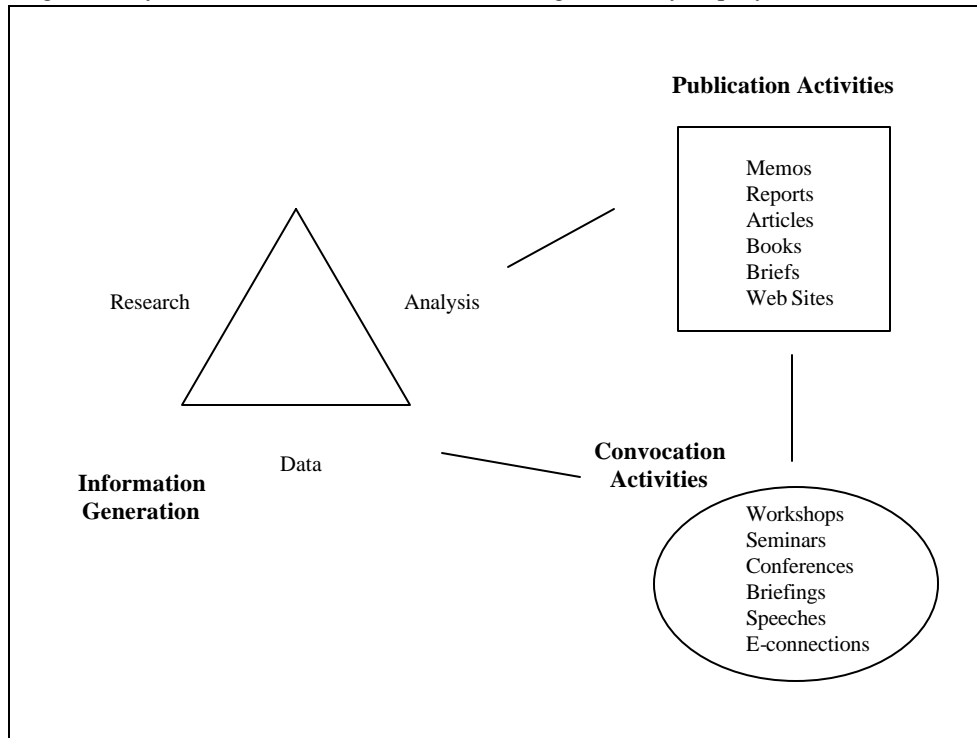 Publication Activities
Memos
Reports
Articles
Books
Briefs
Web Sites
Research
Analysis
Data
Information
Generation
Convocation
Activities
Workshops
Seminars
Conferences
Briefings
Speeches
E-connections